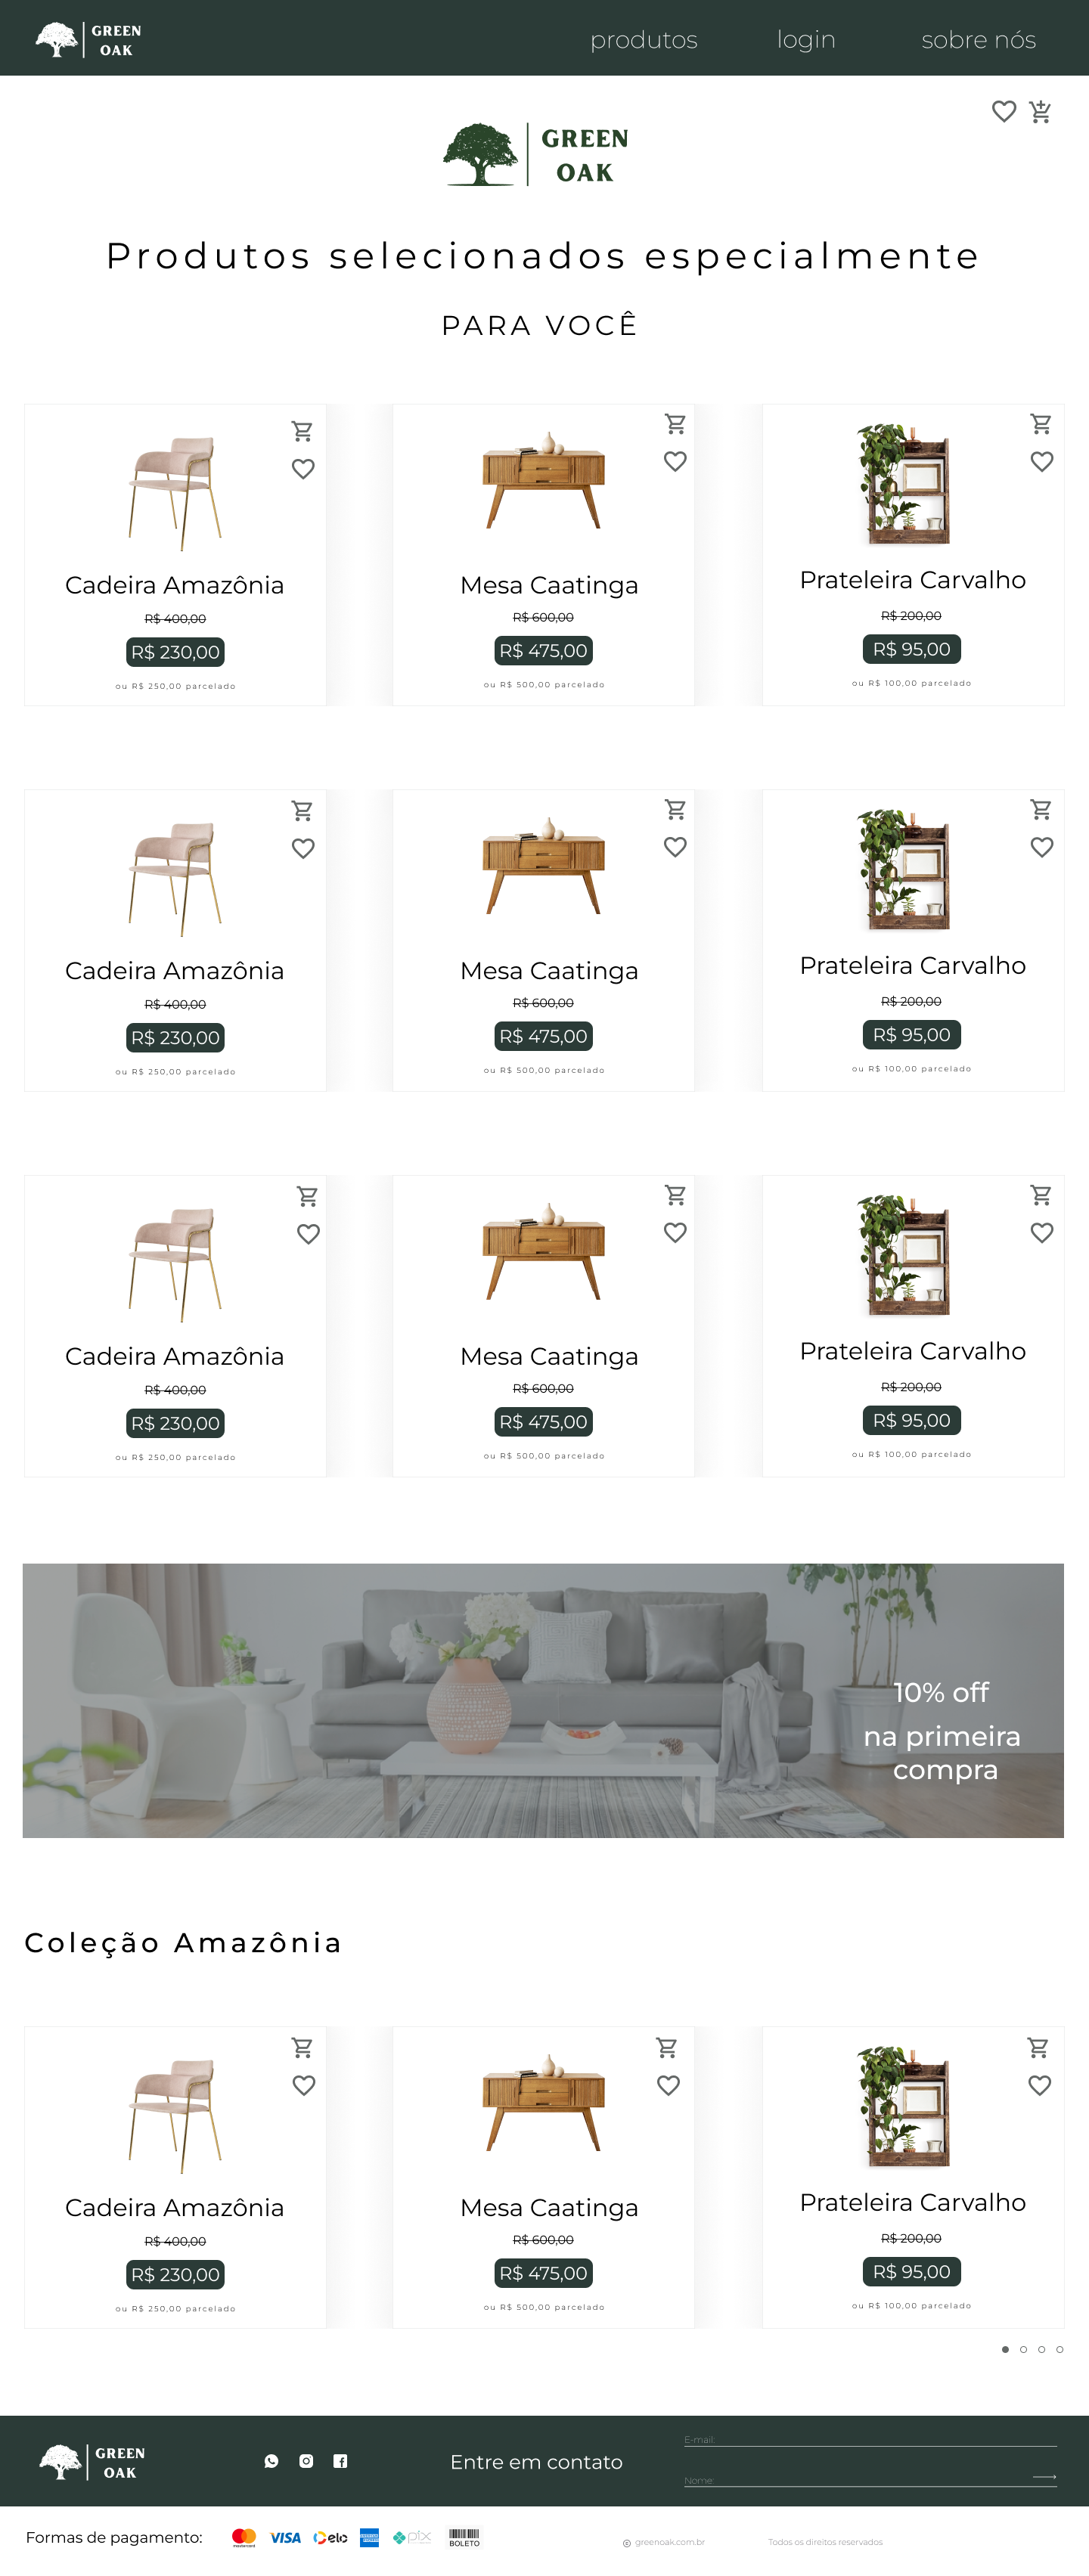 GREEN
OAK
produtos login sobre nós
GREEN
OAK
Produtos selecionados especialmente
PARA VOCÊ
Cadeira Amazônia
R$ 400,00
R$ 230,00
ou R$ 250,00 parcelado
Mesa Caatinga
R$ 600,00
R$ 475,00
ou R$ 500,00 parcelado
Prateleira Carvalho
R$ 200,00
R$ 95,00
ou R$ 100,00 parcelado
Cadeira Amazônia
R$ 400,00
R$ 230,00
ou R$ 250,00 parcelado
Mesa Caatinga
R$ 600,00
R$ 475,00
ou R$ 500,00 parcelado
Prateleira Carvalho
R$ 200,00
R$ 95,00
ou R$ 100,00 parcelado
Cadeira Amazônia
R$ 400,00
R$ 230,00
ou R$ 250,00 parcelado
Mesa Caatinga
R$ 600,00
R$ 475,00
ou R$ 500,00 parcelado
Prateleira Carvalho
R$ 200,00
R$ 95,00
ou R$ 100,00 parcelado
10% off
na primeira
compra
Coleção Amazônia
Cadeira Amazônia
R$ 400,00
R$ 230,00
ou R$ 250,00 parcelado
Mesa Caatinga
R$ 600,00
R$ 475,00
ou R$ 500,00 parcelado
Prateleira Carvalho
R$ 200,00
R$ 95,00
ou R$ 100,00 parcelado
GREEN
OAK
Entre em contato
E-mail:
Nome:
Formas de pagamento:
mastercard
VISA
elo
pix
BOLETO
© greenoak.com.br
Todos os direitos reservados